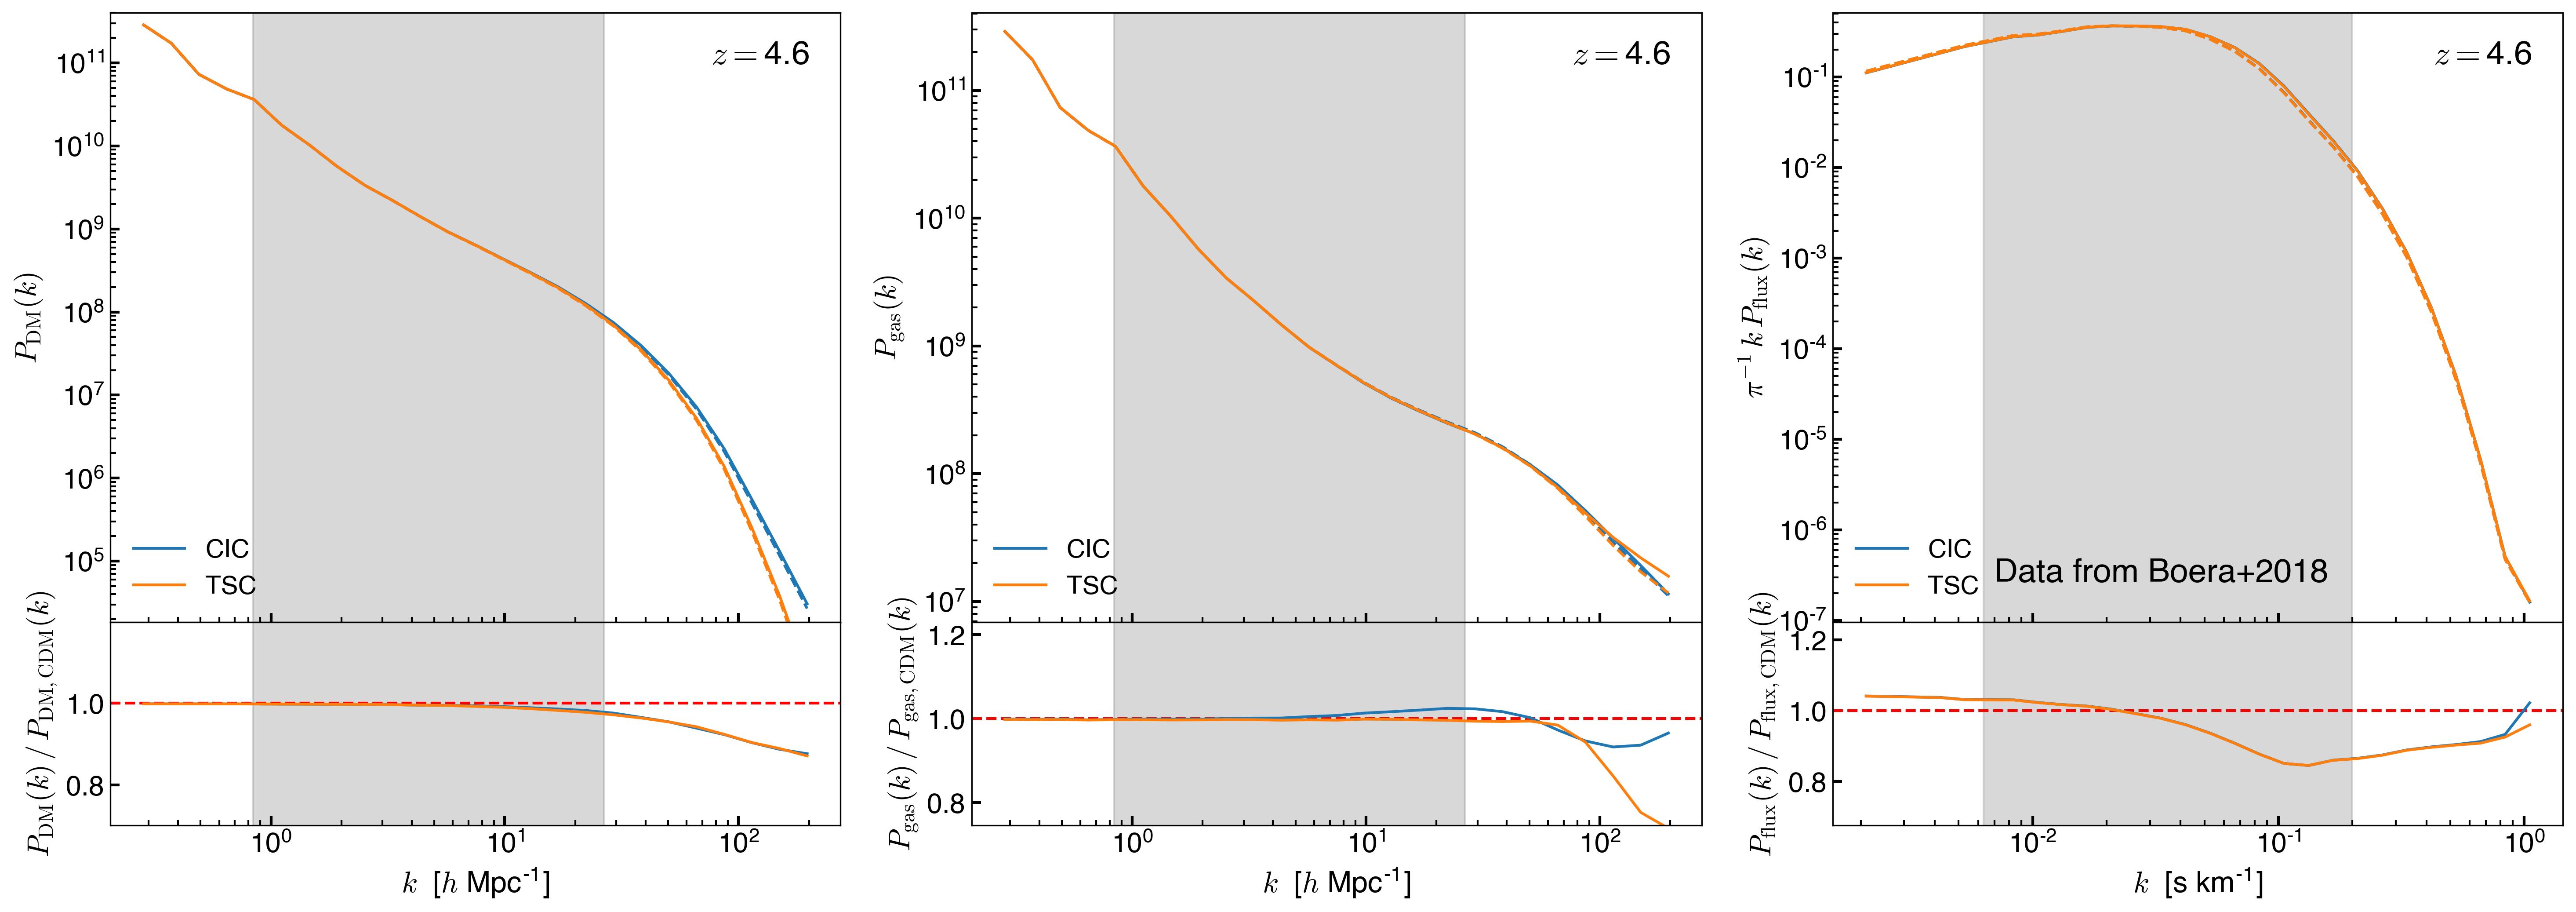 z = 4.6
10^11
10^10
10^9
10^8
10^7
10^6
10^5
P_DM(k)
CIC
TSC
1.0
0.8
P_DM(k) / P_DM,CDM(k)
10^0
10^1
10^2
k [h Mpc^-1]
z = 4.6
10^11
10^10
10^9
10^8
10^7
P_gas(k)
CIC
TSC
1.2
1.0
0.8
P_gas(k) / P_gas,CDM(k)
10^0
10^1
10^2
k [h Mpc^-1]
z = 4.6
10^-1
10^-2
10^-3
10^-4
10^-5
10^-6
10^-7
π^-1 k P_flux(k)
CIC
TSC
Data from Boera+2018
1.2
1.0
0.8
P_flux(k) / P_flux,CDM(k)
10^-2
10^-1
10^0
k [s km^-1]